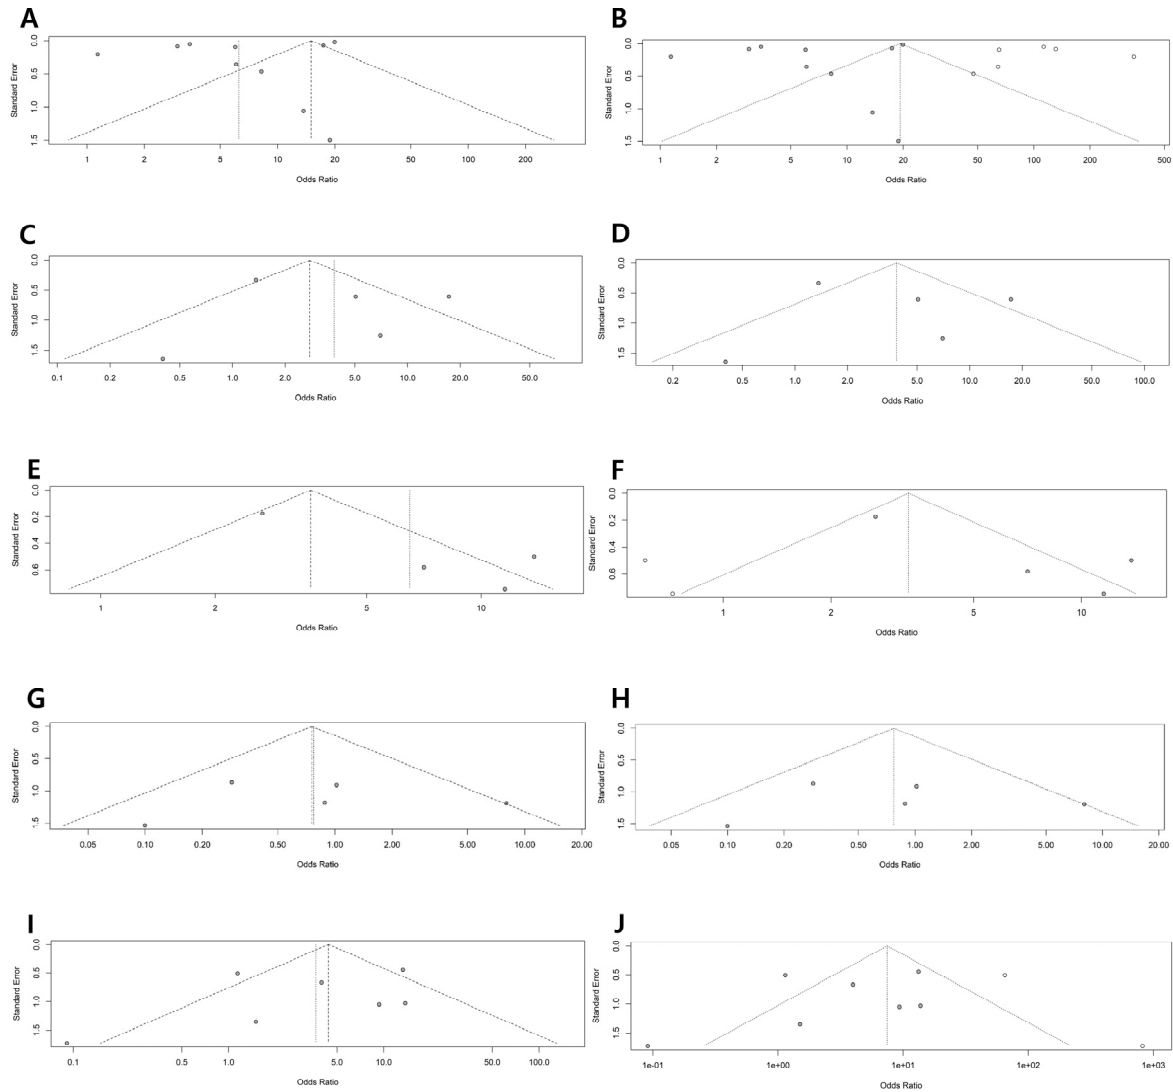 A
Standard Error
0.0
0.5
1.0
1.5
1 2 5 10 20 50 100 200
Odds Ratio
B
Standard Error
0.0
0.5
1.0
1.5
1 2 5 10 20 50 100 500
Odds Ratio
C
Standard Error
0.0
0.5
1.0
1.5
0.1 0.2 0.5 1.0 2.0 5.0 10.0 20.0 50.0
Odds Ratio
D
Standard Error
0.0
0.5
1.0
1.5
0.2 0.5 1.0 2.0 5.0 10.0 20.0 50.0 100.0
Odds Ratio
E
Standard Error
0.0
0.2
0.4
0.6
1 2 5 10
Odds Ratio
F
Standard Error
0.0
0.2
0.4
0.6
1 2 5 10
Odds Ratio
G
Standard Error
0.0
0.5
1.0
1.5
0.05 0.10 0.20 0.50 1.00 2.00 5.00 10.00 20.00
Odds Ratio
H
Standard Error
0.0
0.5
1.0
1.5
0.05 0.10 0.20 0.50 1.00 2.00 5.00 10.00 20.00
Odds Ratio
I
Standard Error
0.0
0.5
1.0
1.5
0.1 0.5 1.0 5.0 10.0 50.0 100.0
Odds Ratio
J
Standard Error
0.0
0.5
1.0
1.5
1e-01 1e+00 1e+01 1e+02 1e+03
Odds Ratio